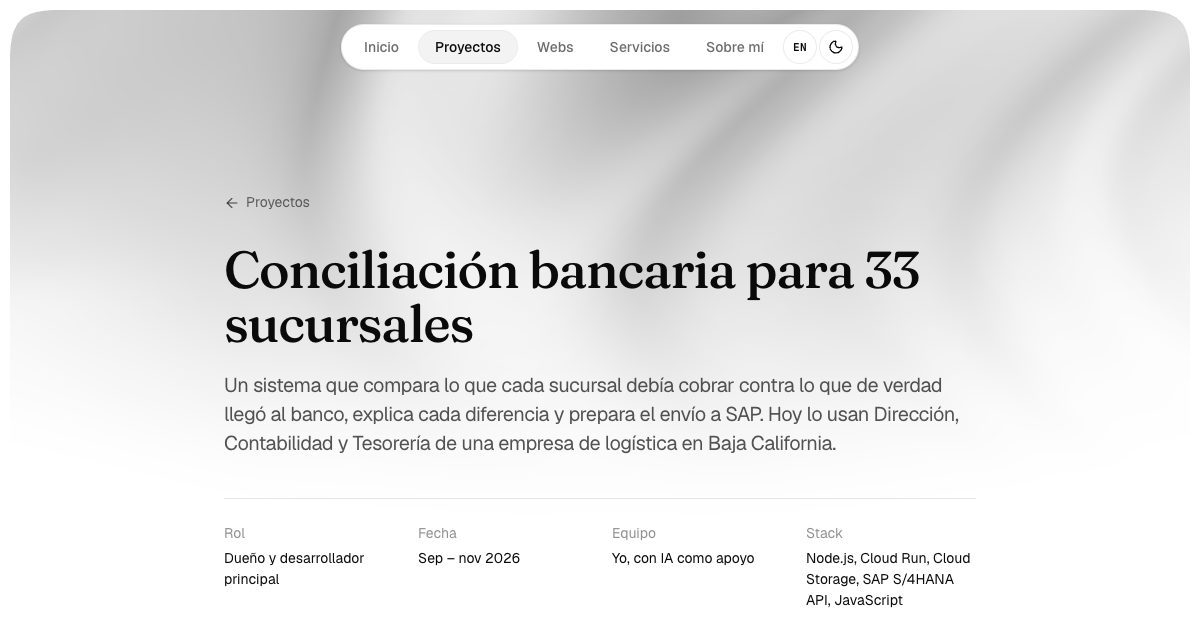 Inicio
Proyectos
Webs
Servicios
Sobre mí
EN
Proyectos
Conciliación bancaria para 33
sucursales
Un sistema que compara lo que cada sucursal debía cobrar contra lo que de verdad
llegó al banco, explica cada diferencia y prepara el envío a SAP. Hoy lo usan Dirección,
Contabilidad y Tesorería de una empresa de logística en Baja California.
Rol
Dueño y desarrollador
principal
Fecha
Sep – nov 2026
Equipo
Yo, con IA como apoyo
Stack
Node.js, Cloud Run, Cloud
Storage, SAP S/4HANA
API, JavaScript